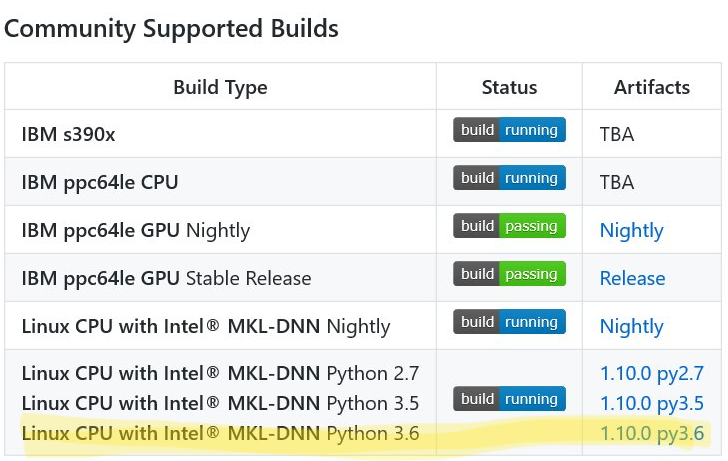 Community Supported Builds
Build Type Status Artifacts
IBM s390x build running TBA
IBM ppc64le CPU build running TBA
IBM ppc64le GPU Nightly build passing Nightly
IBM ppc64le GPU Stable Release build passing Release
Linux CPU with Intel® MKL-DNN Nightly build running Nightly
Linux CPU with Intel® MKL-DNN Python 2.7 1.10.0 py2.7
Linux CPU with Intel® MKL-DNN Python 3.5 build running 1.10.0 py3.5
Linux CPU with Intel® MKL-DNN Python 3.6 1.10.0 py3.6